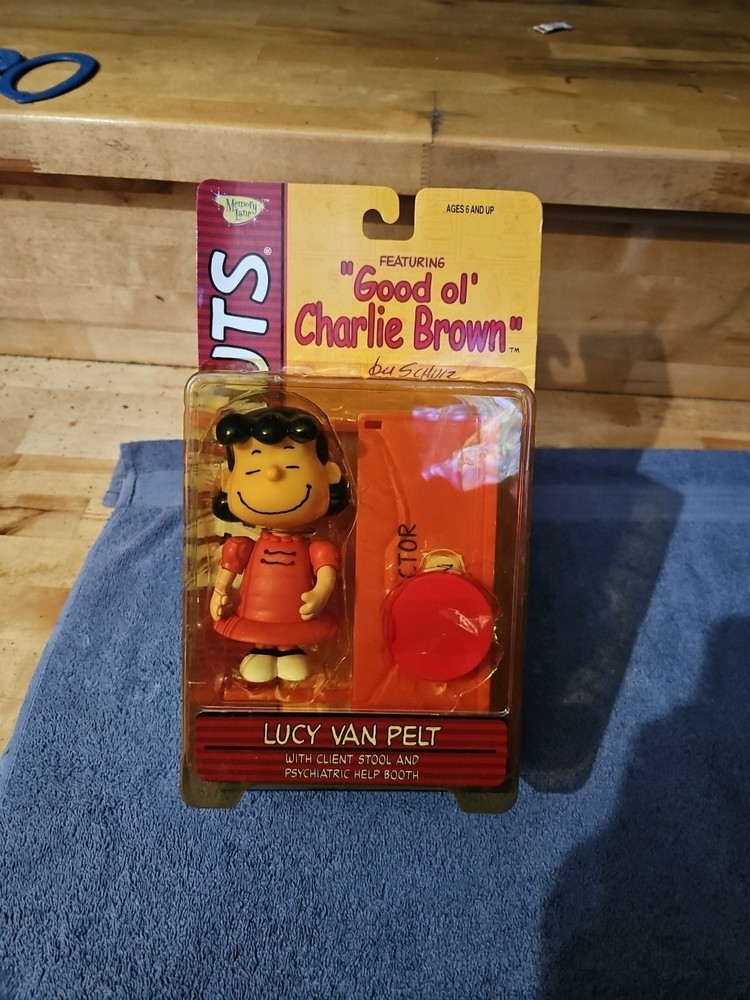 Memory
Lane
AGES 6 AND UP
UTS®
FEATURING
"Good ol'
Charlie Brown"™
by Schulz
CTOR
N
LUCY VAN PELT
WITH CLIENT STOOL AND
PSYCHIATRIC HELP BOOTH